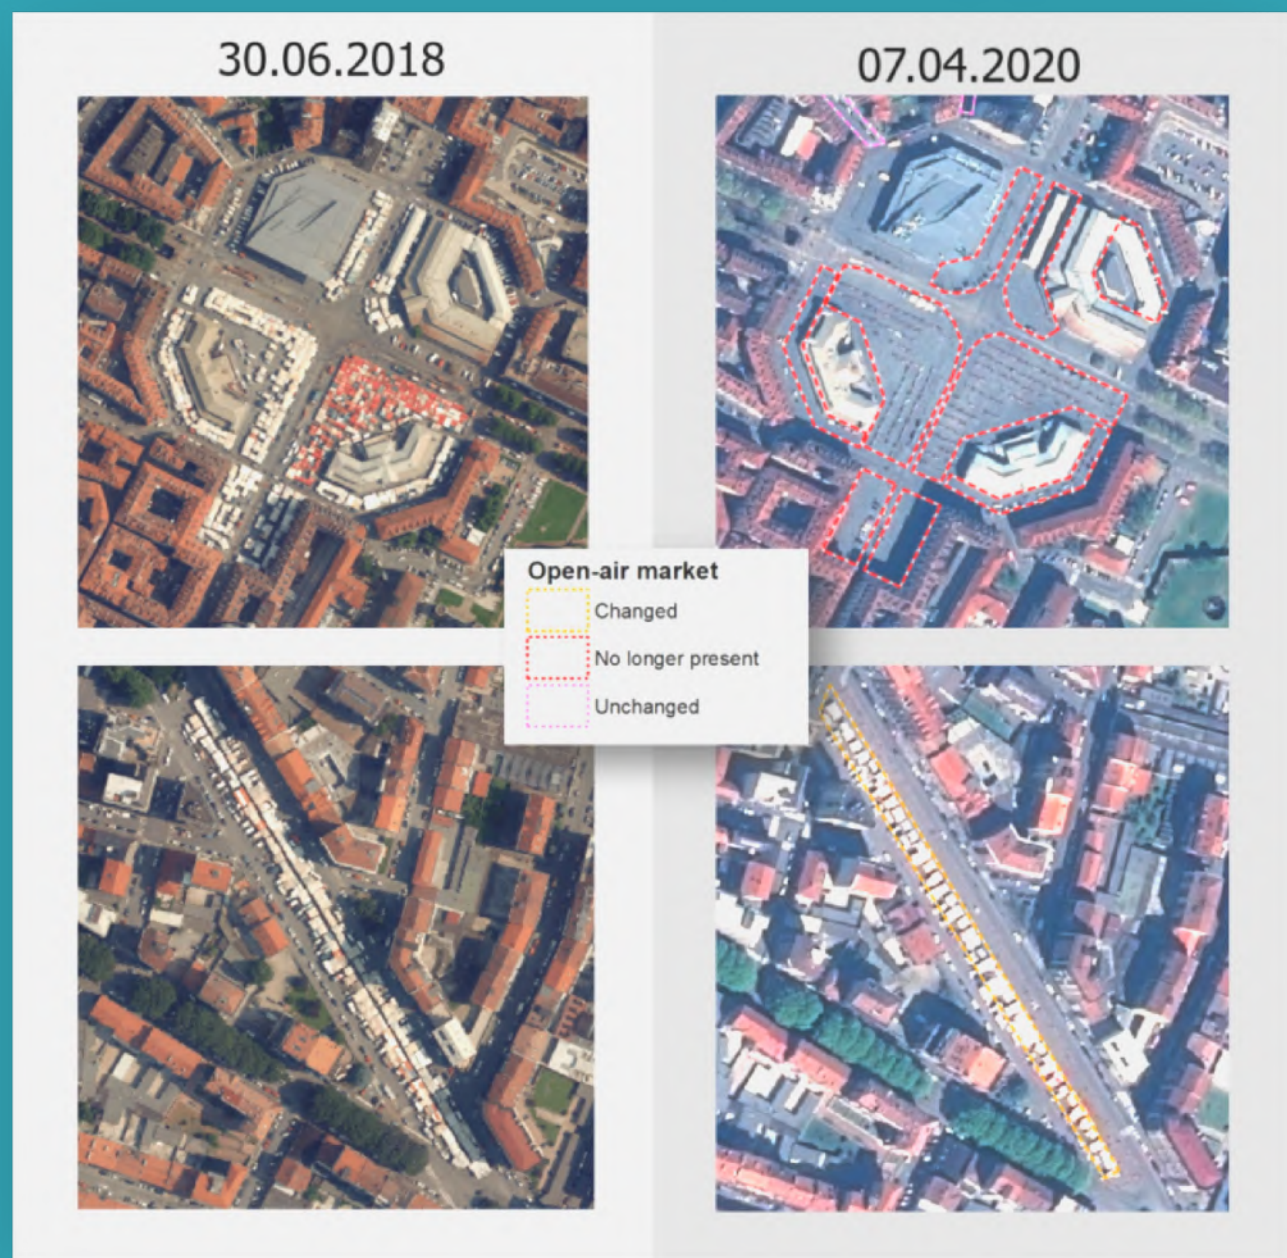 30.06.2018
07.04.2020
Open-air market
Changed
No longer present
Unchanged